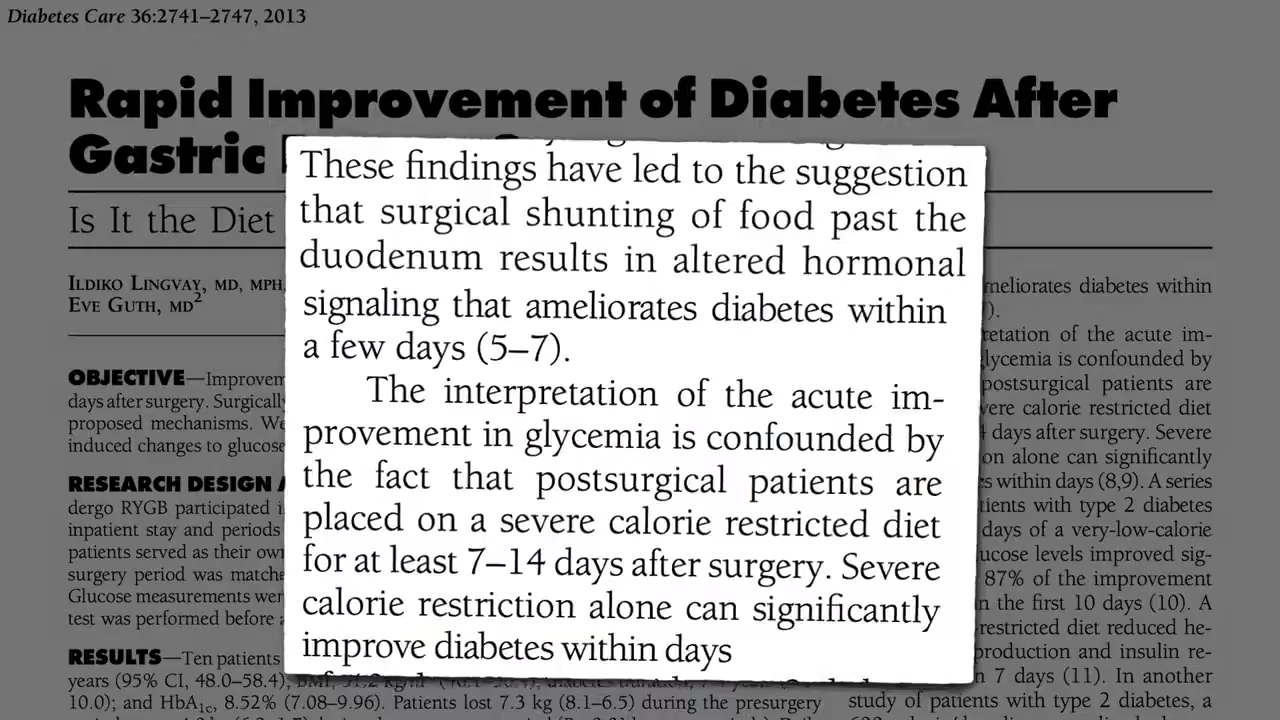 Diabetes Care 36:2741–2747, 2013
Rapid Improvement of Diabetes After
Gastric
Is It the Diet
ILDIKO LINGVAY, MD, MPH,
EVE GUTH, MD2
OBJECTIVE—Improvem
days after surgery. Surgically
proposed mechanisms. We
induced changes to glucose
RESEARCH DESIGN
dergo RYGB participated i
inpatient stay and periods
patients served as their own
surgery period was matche
Glucose measurements wer
test was performed before a
RESULTS—Ten patients
years (95% CI, 48.0–58.4),
10.0); and HbA1c, 8.52% (7.08–9.96). Patients lost 7.3 kg (8.1–6.5) during the presurgery
These findings have led to the suggestion
that surgical shunting of food past the
duodenum results in altered hormonal
signaling that ameliorates diabetes within
a few days (5–7).
The interpretation of the acute im-
provement in glycemia is confounded by
the fact that postsurgical patients are
placed on a severe calorie restricted diet
for at least 7–14 days after surgery. Severe
calorie restriction alone can significantly
improve diabetes within days
meliorates diabetes within
).
retation of the acute im-
glycemia is confounded by
postsurgical patients are
vere calorie restricted diet
4 days after surgery. Severe
on alone can significantly
s within days (8,9). A series
tients with type 2 diabetes
days of a very-low-calorie
ucose levels improved sig-
87% of the improvement
n the first 10 days (10). A
restricted diet reduced he-
production and insulin re-
n 7 days (11). In another
study of patients with type 2 diabetes, a